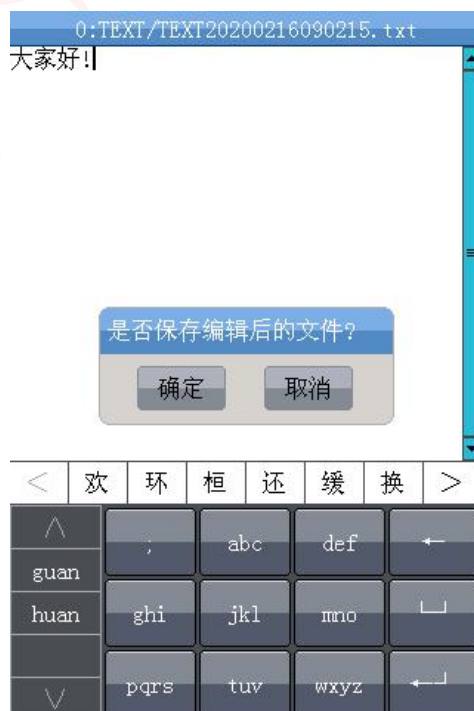 0:TEXT/TEXT20200216090215.txt
大家好!
是否保存编辑后的文件?
确定 取消
< 欢 环 桓 还 缓 换 >
; abc def ←
guan
huan ghi jkl mno
pqrs tuv wxyz